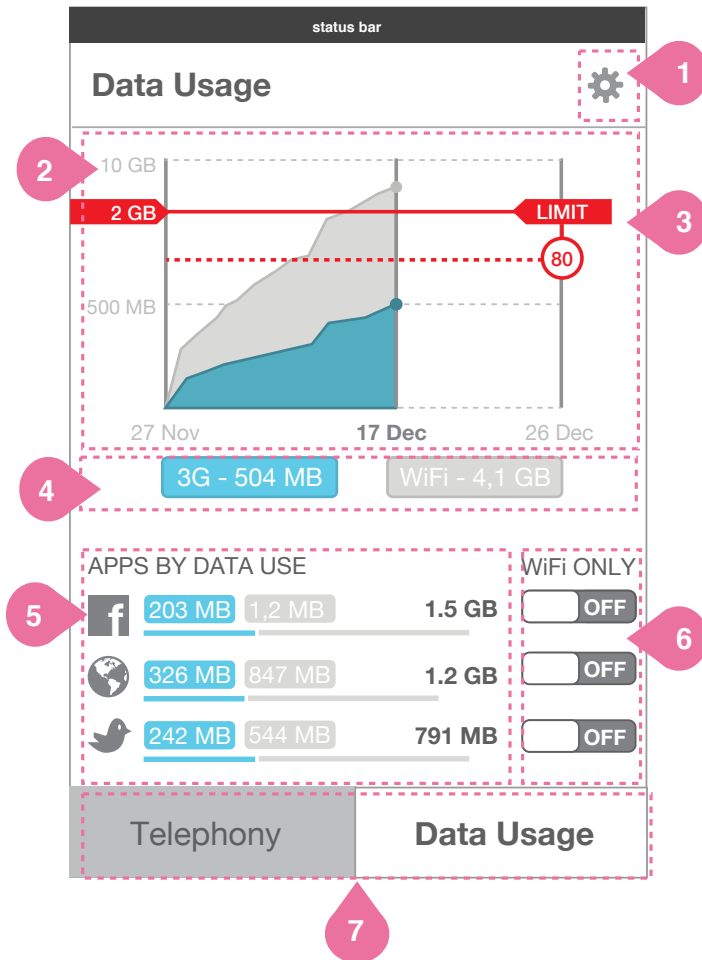 status bar
Data Usage
1
2
10 GB
2 GB
LIMIT
3
80
500 MB
27 Nov 17 Dec 26 Dec
4
3G - 504 MB WiFi - 4,1 GB
APPS BY DATA USE WiFi ONLY
5
f 203 MB 1,2 MB 1.5 GB OFF
6
326 MB 847 MB 1.2 GB OFF
242 MB 544 MB 791 MB OFF
Telephony Data Usage
7